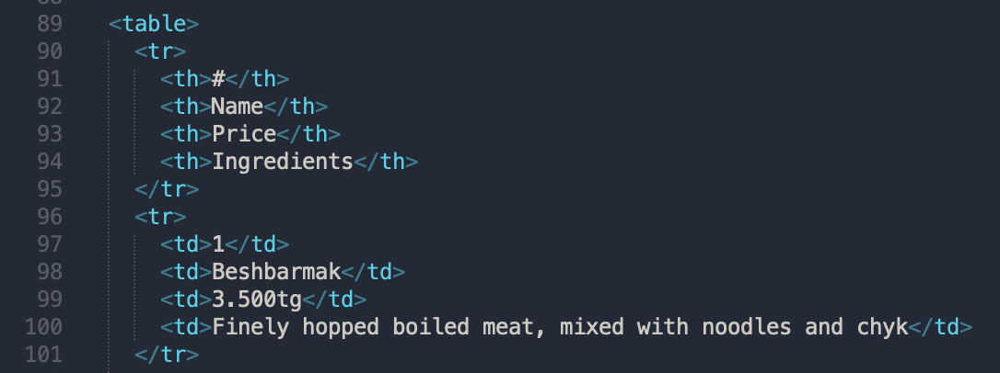 89 <table>
90 <tr>
91 <th>#</th>
92 <th>Name</th>
93 <th>Price</th>
94 <th>Ingredients</th>
95 </tr>
96 <tr>
97 <td>1</td>
98 <td>Beshbarmak</td>
99 <td>3.500tg</td>
100 <td>Finely hopped boiled meat, mixed with noodles and chyk</td>
101 </tr>